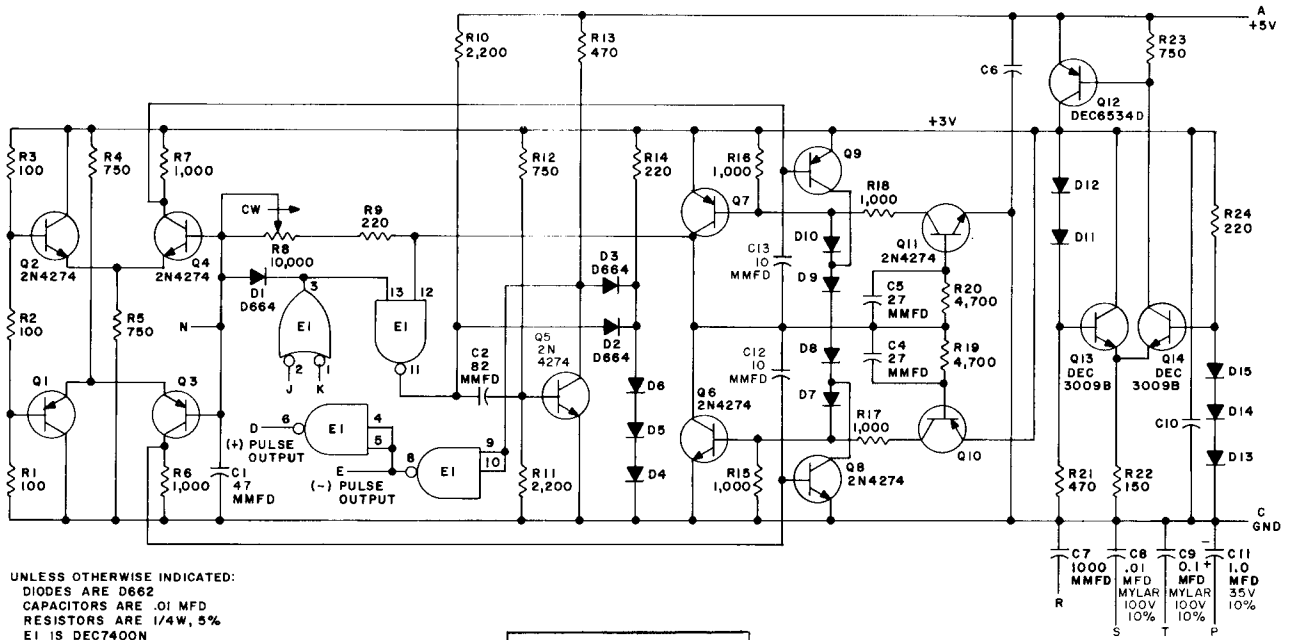 A
+5V
R10
2,200
R13
470
R23
750
C6
Q12
DEC6534D
+3V
R3
100
R4
750
R7
1,000
R12
750
R14
220
R16
1,000
Q9
Q7
R18
1,000
D12
R24
220
CW
R9
220
Q2
2N4274
Q4
2N4274
R8
10,000
D10
Q11
2N4274
D11
C13
10
MMFD
D9
D1
D664
D3
D664
3
13
12
C5
27
MMFD
R20
4,700
R2
100
R5
750
N
E1
E1
Q5
2N
4274
D2
D664
Q13
DEC
3009B
Q14
DEC
3009B
2
1
J
K
11
C2
82
MMFD
C12
10
MMFD
D8
C4
27
MMFD
R19
4,700
D15
Q1
Q3
D6
Q6
2N4274
D7
D14
C10
D
6
E1
4
5
(+) PULSE
OUTPUT
D5
R17
1,000
Q10
D13
R1
100
R6
1,000
C1
47
MMFD
E
(-) PULSE
OUTPUT
8
E1
9
10
R11
2,200
D4
R15
1,000
Q8
2N4274
R21
470
R22
150
C
GND
C7
1000
MMFD
R
C8
.01
MFD
MYLAR
100V
10%
S
C9
0.1
MFD
MYLAR
100V
10%
T
-
+
C11
1.0
MFD
35V
10%
P
UNLESS OTHERWISE INDICATED:
DIODES ARE D662
CAPACITORS ARE .01 MFD
RESISTORS ARE 1/4W, 5%
E1 IS DEC7400N